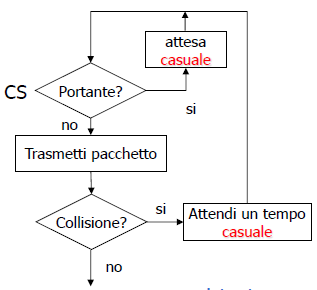 attesa
casuale
CS
Portante?
si
no
Trasmetti pacchetto
Collisione?
si
Attendi un tempo
casuale
no